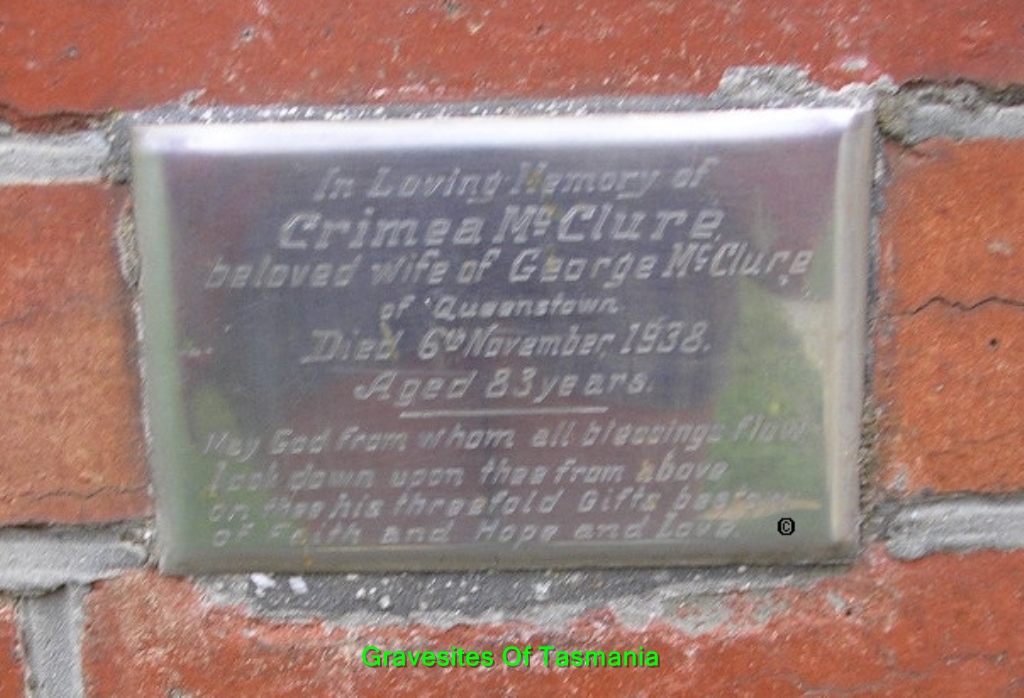 In Loving Memory of
Crimea McClure,
beloved wife of George McClure,
of Queenstown.
Died 6th November, 1938.
Aged 83 years.
May God from whom all blessings flow,
Look down upon thee from above
on thee his threefold Gifts bestow
of Faith and Hope and Love.
©
Gravesites Of Tasmania